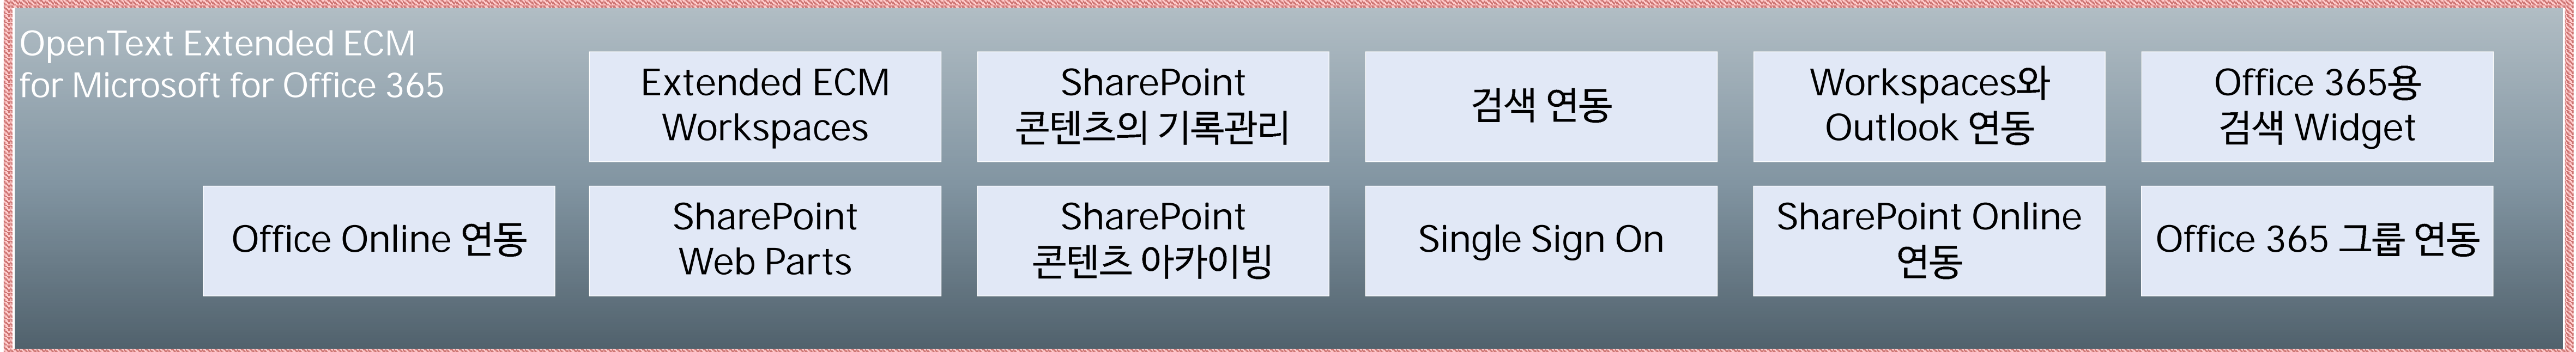 OpenText Extended ECM
for Microsoft for Office 365
Extended ECM
Workspaces
SharePoint
콘텐츠의 기록관리
검색 연동
Workspaces와
Outlook 연동
Office 365용
검색 Widget
Office Online 연동
SharePoint
Web Parts
SharePoint
콘텐츠 아카이빙
Single Sign On
SharePoint Online
연동
Office 365 그룹 연동